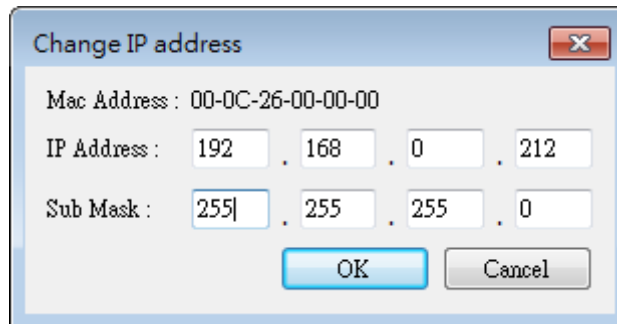 Change IP address
Mac Address : 00-0C-26-00-00-00
IP Address : 192 . 168 . 0 . 212
Sub Mask : 255 . 255 . 255 . 0
OK Cancel